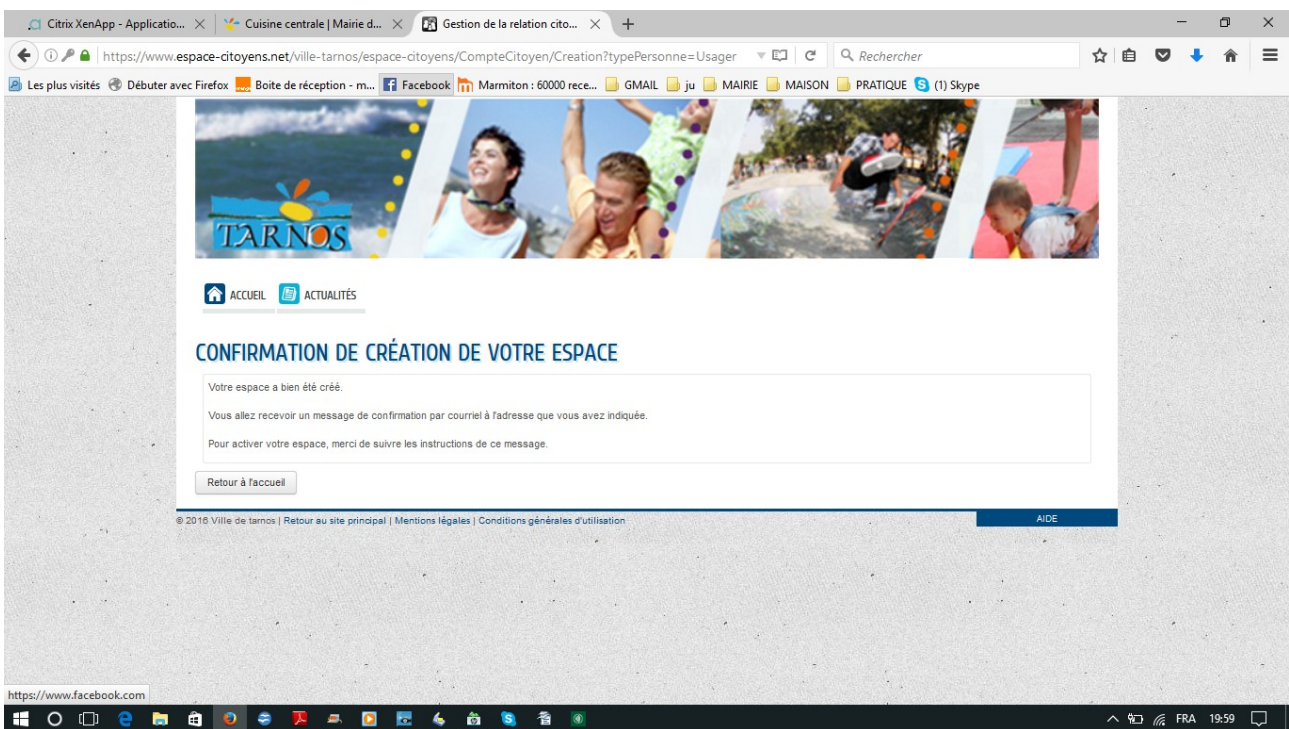 Citrix XenApp - Applicatio...
Cuisine centrale | Mairie d...
Gestion de la relation cito...
https://www.espace-citoyens.net/ville-tarnos/espace-citoyens/CompteCitoyen/Creation?typePersonne=Usager
Rechercher
Les plus visités Débuter avec Firefox Boite de réception - m... Facebook Marmiton : 60000 rece... GMAIL ju MAIRIE MAISON PRATIQUE (1) Skype
TARNOS
ACCUEIL ACTUALITÉS
CONFIRMATION DE CRÉATION DE VOTRE ESPACE
Votre espace a bien été créé.
Vous allez recevoir un message de confirmation par courriel à l'adresse que vous avez indiquée.
Pour activer votre espace, merci de suivre les instructions de ce message.
Retour à l'accueil
© 2016 Ville de tarnos | Retour au site principal | Mentions légales | Conditions générales d'utilisation
AIDE
https://www.facebook.com
FRA 19:59